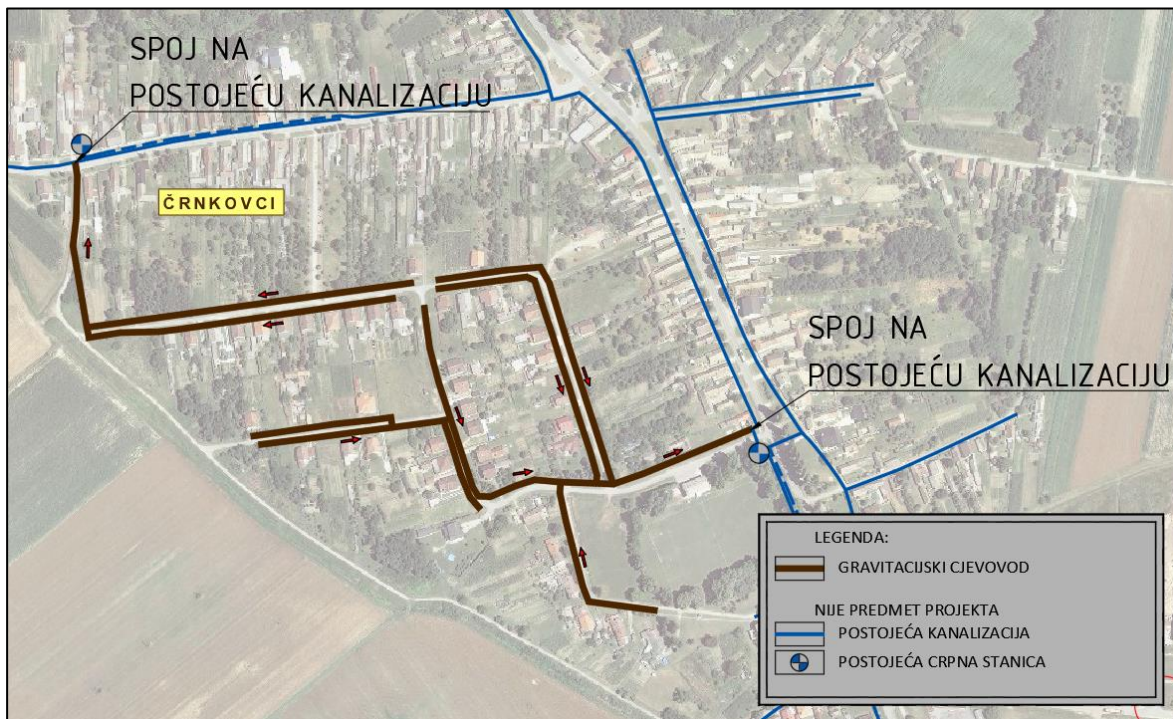 SPOJ NA
POSTOJEĆU KANALIZACIJU
ČRNKOVCI
SPOJ NA
POSTOJEĆU KANALIZACIJU
LEGENDA:
GRAVITACIJSKI CJEVOVOD
NIJE PREDMET PROJEKTA
POSTOJEĆA KANALIZACIJA
POSTOJEĆA CRPNA STANICA